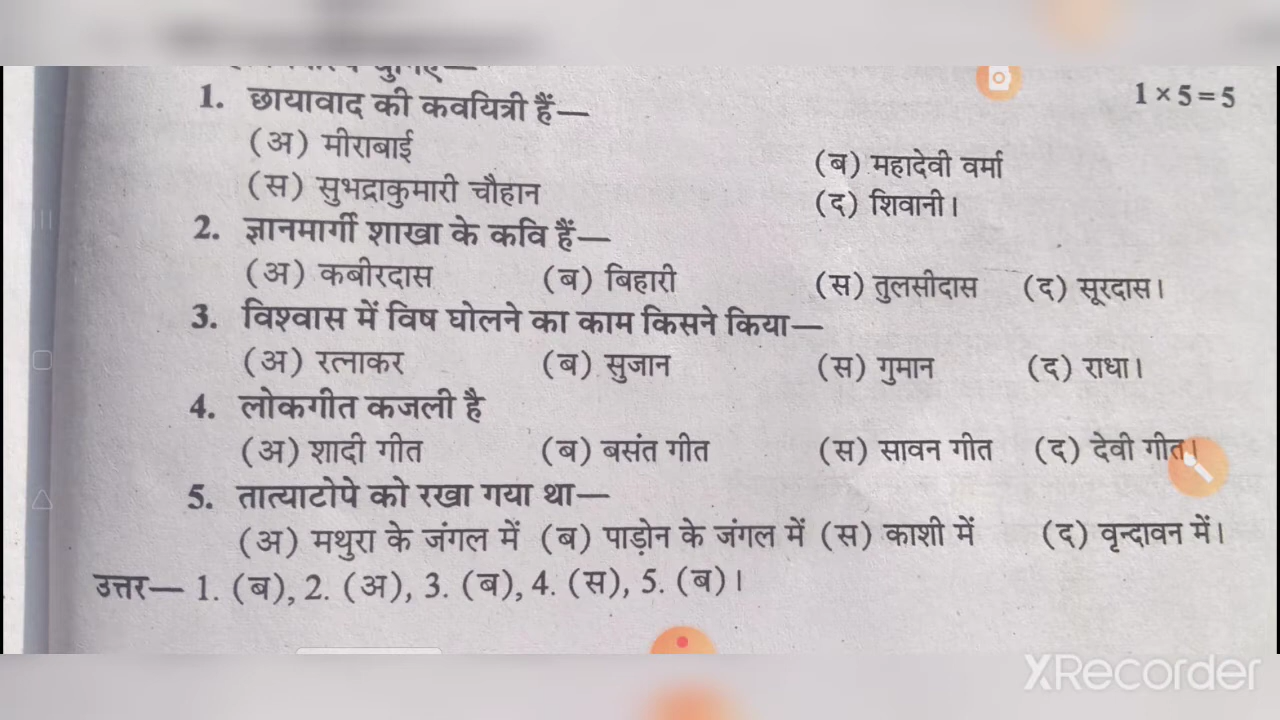 चुनिए—
1. छायावाद की कवयित्री हैं— 1 × 5 = 5
(अ) मीराबाई (ब) महादेवी वर्मा
(स) सुभद्राकुमारी चौहान (द) शिवानी।
2. ज्ञानमार्गी शाखा के कवि हैं—
(अ) कबीरदास (ब) बिहारी (स) तुलसीदास (द) सूरदास।
3. विश्वास में विष घोलने का काम किसने किया—
(अ) रत्नाकर (ब) सुजान (स) गुमान (द) राधा।
4. लोकगीत कजली है
(अ) शादी गीत (ब) बसंत गीत (स) सावन गीत (द) देवी गीत।
5. तात्याटोपे को रखा गया था—
(अ) मथुरा के जंगल में (ब) पाड़ोन के जंगल में (स) काशी में (द) वृन्दावन में।
उत्तर— 1. (ब), 2. (अ), 3. (ब), 4. (स), 5. (ब)।
XRecorder